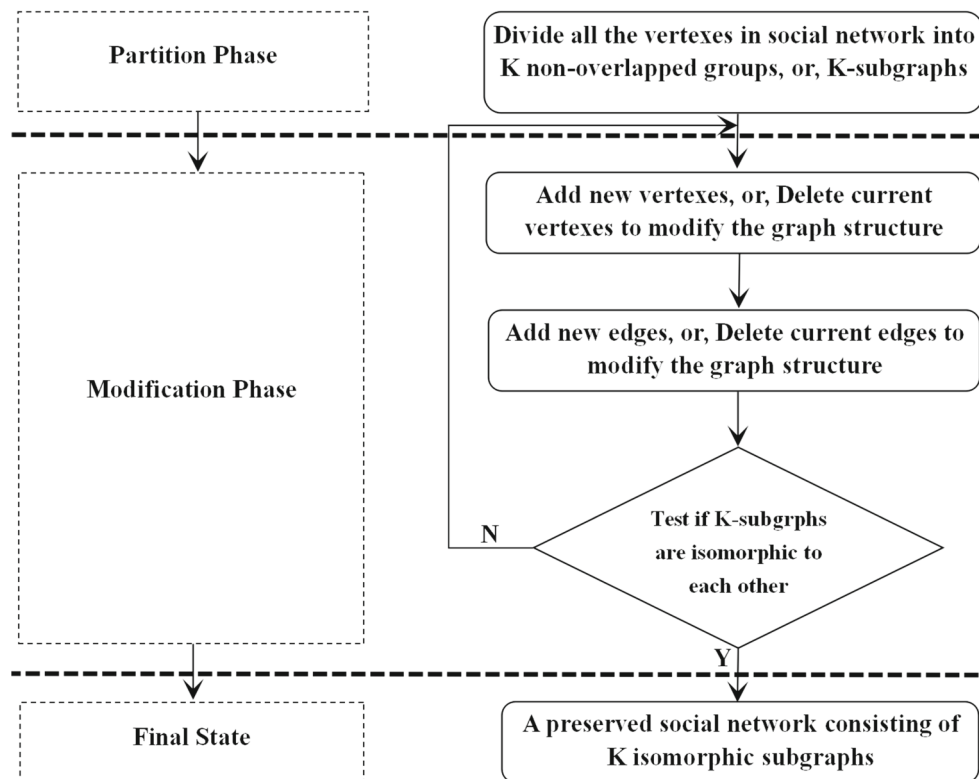 Partition Phase
Divide all the vertexes in social network into
K non-overlapped groups, or, K-subgraphs
Add new vertexes, or, Delete current
vertexes to modify the graph structure
Add new edges, or, Delete current edges to
modify the graph structure
Modification Phase
Test if K-subgrphs
are isomorphic to
each other
N
Y
Final State
A preserved social network consisting of
K isomorphic subgraphs